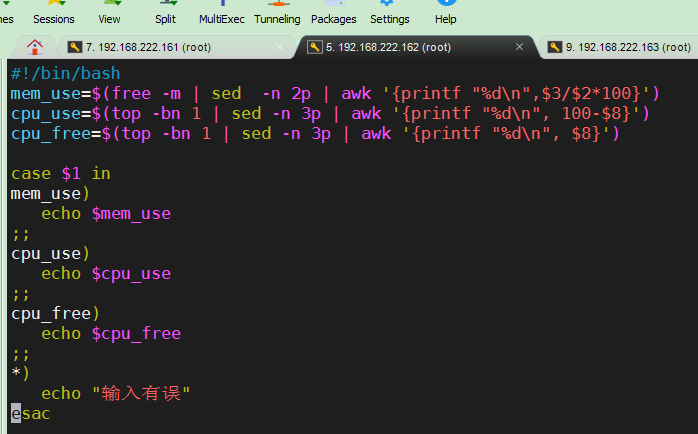 nes View Split MultiExec Tunneling Packages Settings Help
7. 192.168.222.161 (root) 5. 192.168.222.162 (root) 9. 192.168.222.163 (root)
#!/bin/bash
mem_use=$(free -m | sed  -n 2p | awk '{printf "%d\n",$3/$2*100}')
cpu_use=$(top -bn 1 | sed -n 3p | awk '{printf "%d\n", 100-$8}')
cpu_free=$(top -bn 1 | sed -n 3p | awk '{printf "%d\n", $8}')

case $1 in
mem_use)
   echo $mem_use
;;
cpu_use)
   echo $cpu_use
;;
cpu_free)
   echo $cpu_free
;;
*)
   echo "输入有误"
esac